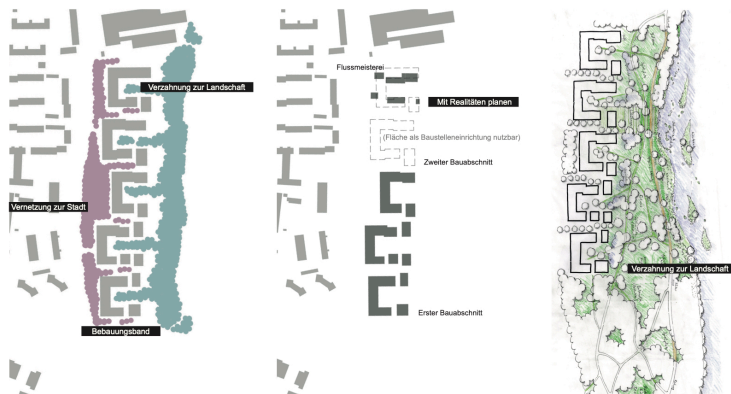 Verzahnung zur Landschaft
Vernetzung zur Stadt
Bebauungsband
Flussmeisterei
Mit Realitäten planen
(Fläche als Baustelleneinrichtung nutzbar)
Zweiter Bauabschnitt
Erster Bauabschnitt
Verzahnung zur Landschaft